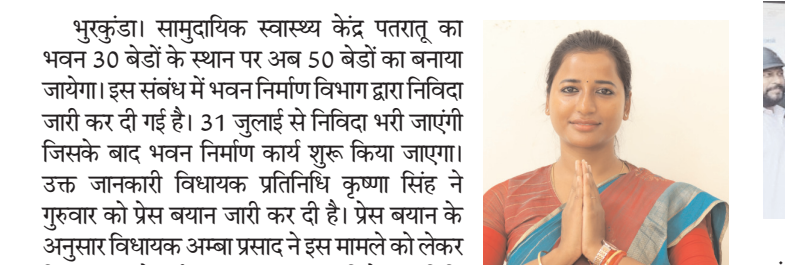 भुरकुंडा। सामुदायिक स्वास्थ्य केंद्र पतरातू का
भवन 30 बेडों के स्थान पर अब 50 बेडों का बनाया
जायेगा। इस संबंध में भवन निर्माण विभाग द्वारा निविदा
जारी कर दी गई है। 31 जुलाई से निविदा भरी जाएंगी
जिसके बाद भवन निर्माण कार्य शुरू किया जाएगा।
उक्त जानकारी विधायक प्रतिनिधि कृष्णा सिंह ने
गुरुवार को प्रेस बयान जारी कर दी है। प्रेस बयान के
अनुसार विधायक अम्बा प्रसाद ने इस मामले को लेकर